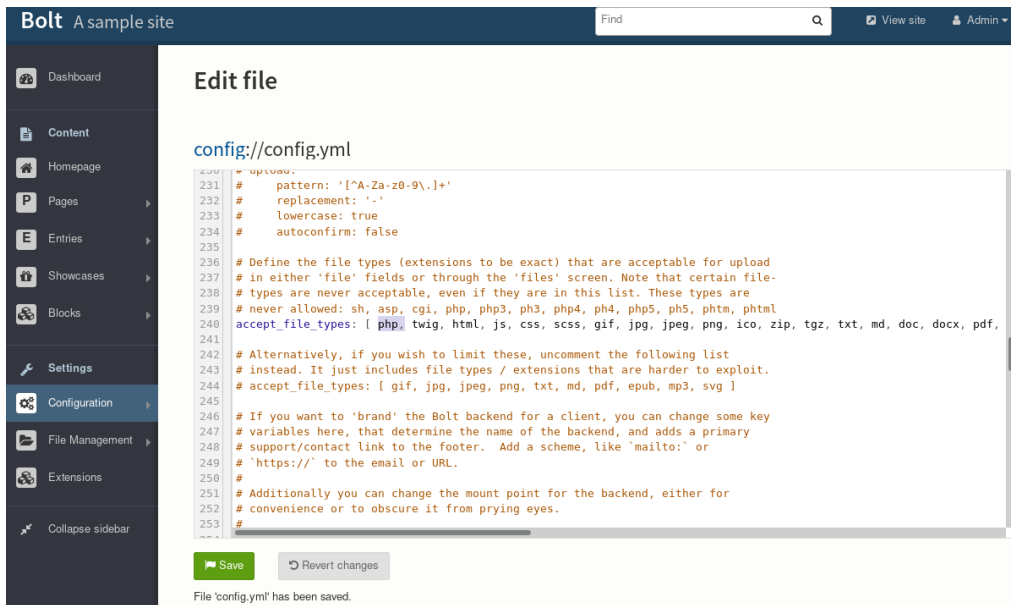 Bolt A sample site
Find
View site
Admin
Dashboard
Content
Homepage
Pages
Entries
Showcases
Blocks
Settings
Configuration
File Management
Extensions
Collapse sidebar
Edit file
config://config.yml
230 # upload:
231 #     pattern: '[^A-Za-z0-9\.]+'
232 #     replacement: '-'
233 #     lowercase: true
234 #     autoconfirm: false
235
236 # Define the file types (extensions to be exact) that are acceptable for upload
237 # in either 'file' fields or through the 'files' screen. Note that certain file-
238 # types are never acceptable, even if they are in this list. These types are
239 # never allowed: sh, asp, cgi, php, php3, ph3, php4, ph4, php5, ph5, phtm, phtml
240 accept_file_types: [ php, twig, html, js, css, scss, gif, jpg, jpeg, png, ico, zip, tgz, txt, md, doc, docx, pdf,
241
242 # Alternatively, if you wish to limit these, uncomment the following list
243 # instead. It just includes file types / extensions that are harder to exploit.
244 # accept_file_types: [ gif, jpg, jpeg, png, txt, md, pdf, epub, mp3, svg ]
245
246 # If you want to 'brand' the Bolt backend for a client, you can change some key
247 # variables here, that determine the name of the backend, and adds a primary
248 # support/contact link to the footer.  Add a scheme, like `mailto:` or
249 # `https://` to the email or URL.
250 #
251 # Additionally you can change the mount point for the backend, either for
252 # convenience or to obscure it from prying eyes.
253 #
Save
Revert changes
File 'config.yml' has been saved.